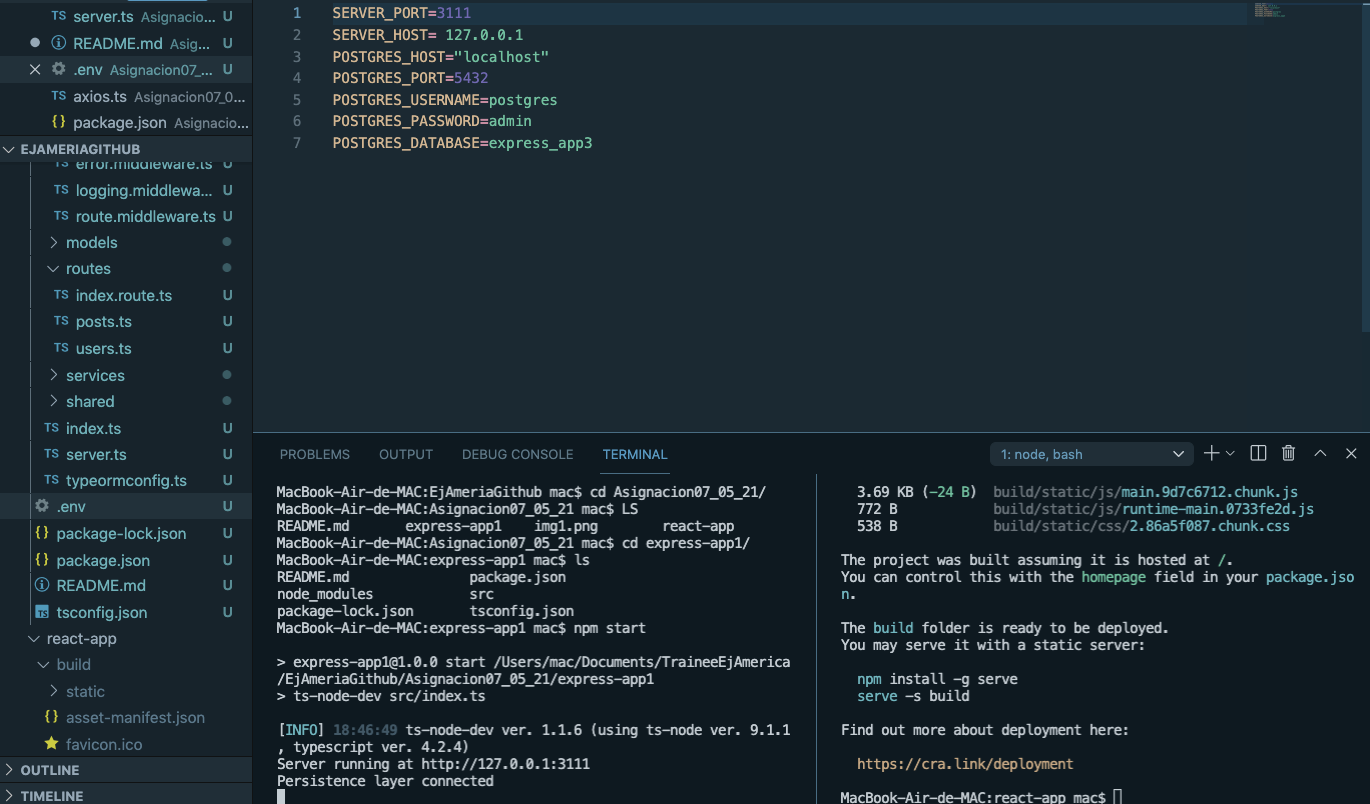 TS server.ts Asignacio... U
README.md Asig... U
.env Asignacion07_... U
TS axios.ts Asignacion07_0...
{} package.json Asignacio...
EJAMERIAGITHUB
TS error.middleware.ts U
TS logging.middlewa... U
TS route.middleware.ts U
models
routes
TS index.route.ts U
TS posts.ts U
TS users.ts U
services
shared
TS index.ts U
TS server.ts U
TS typeormconfig.ts U
.env U
{} package-lock.json U
{} package.json U
README.md U
TS tsconfig.json U
react-app
build
static
{} asset-manifest.json
favicon.ico
OUTLINE
TIMELINE
1 SERVER_PORT=3111
2 SERVER_HOST= 127.0.0.1
3 POSTGRES_HOST="localhost"
4 POSTGRES_PORT=5432
5 POSTGRES_USERNAME=postgres
6 POSTGRES_PASSWORD=admin
7 POSTGRES_DATABASE=express_app3
PROBLEMS OUTPUT DEBUG CONSOLE TERMINAL 1: node, bash
MacBook-Air-de-MAC:EjAmeriaGithub mac$ cd Asignacion07_05_21/
MacBook-Air-de-MAC:Asignacion07_05_21 mac$ LS
README.md express-app1 img1.png react-app
MacBook-Air-de-MAC:Asignacion07_05_21 mac$ cd express-app1/
MacBook-Air-de-MAC:express-app1 mac$ ls
README.md package.json
node_modules src
package-lock.json tsconfig.json
MacBook-Air-de-MAC:express-app1 mac$ npm start
> express-app1@1.0.0 start /Users/mac/Documents/TraineeEjAmerica
/EjAmeriaGithub/Asignacion07_05_21/express-app1
> ts-node-dev src/index.ts
[INFO] 18:46:49 ts-node-dev ver. 1.1.6 (using ts-node ver. 9.1.1
, typescript ver. 4.2.4)
Server running at http://127.0.0.1:3111
Persistence layer connected
3.69 KB (-24 B) build/static/js/main.9d7c6712.chunk.js
772 B build/static/js/runtime-main.0733fe2d.js
538 B build/static/css/2.86a5f087.chunk.css
The project was built assuming it is hosted at /.
You can control this with the homepage field in your package.jso
n.
The build folder is ready to be deployed.
You may serve it with a static server:
npm install -g serve
serve -s build
Find out more about deployment here:
https://cra.link/deployment
MacBook-Air-de-MAC:react-app mac$